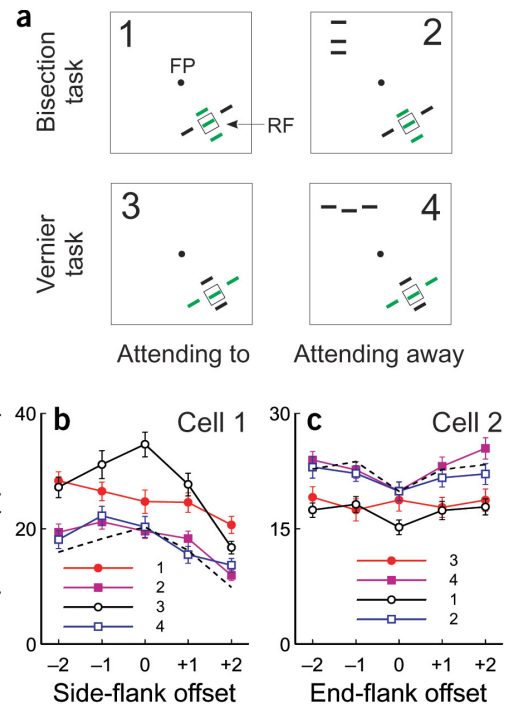 a
Bisection task
1
FP
RF
2
Vernier task
3
4
Attending to
Attending away
b
Cell 1
40
20
0
1
2
3
4
–2 –1 0 +1 +2
Side-flank offset
c
Cell 2
30
15
0
3
4
1
2
–2 –1 0 +1 +2
End-flank offset